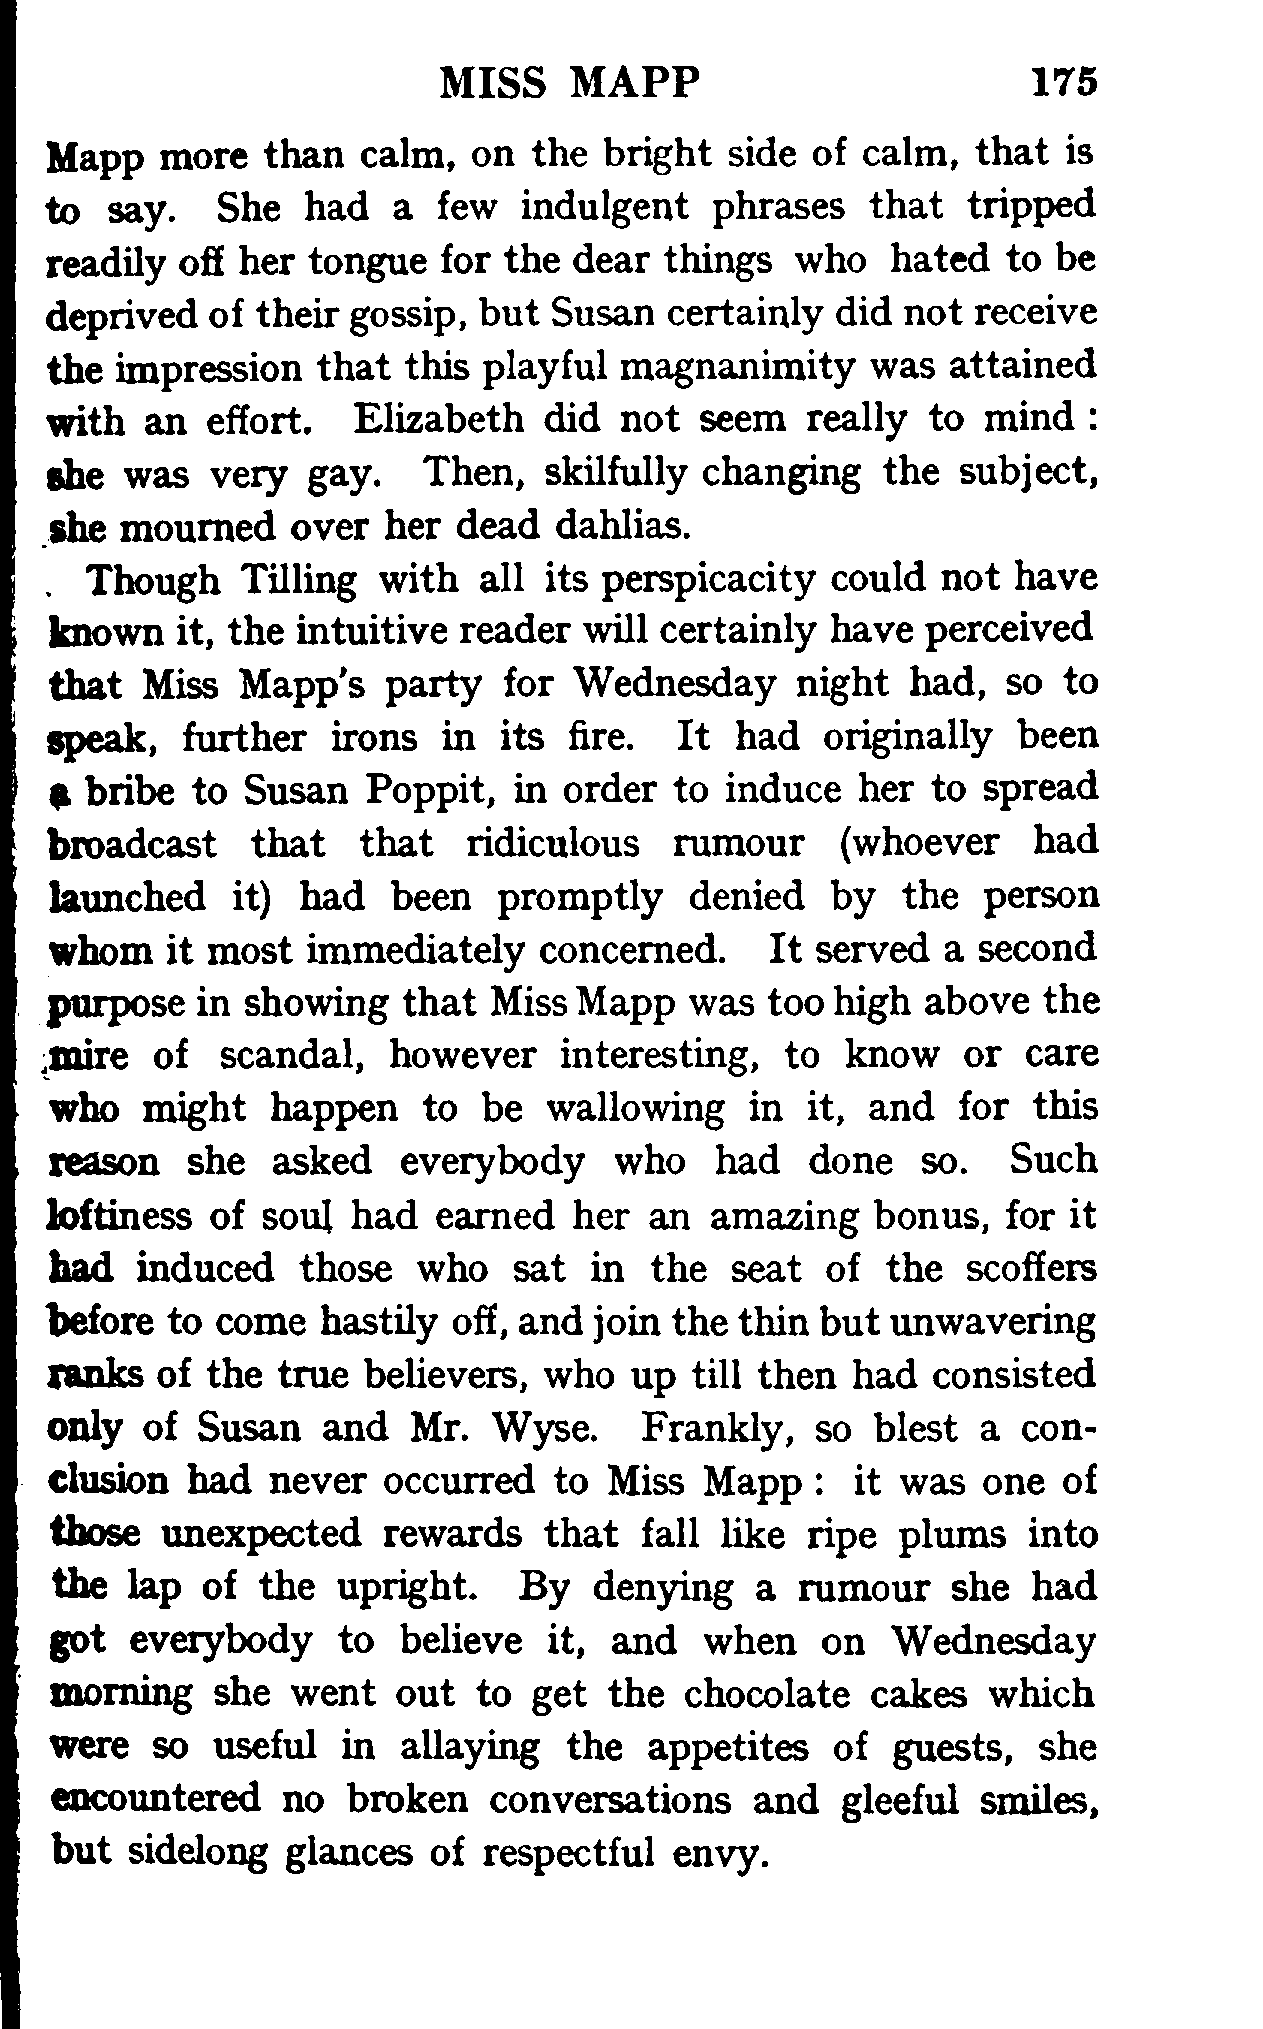 MISS MAPP 175
Mapp more than calm, on the bright side of calm, that is
to say. She had a few indulgent phrases that tripped
readily off her tongue for the dear things who hated to be
deprived of their gossip, but Susan certainly did not receive
the impression that this playful magnanimity was attained
with an effort. Elizabeth did not seem really to mind :
she was very gay. Then, skilfully changing the subject,
she mourned over her dead dahlias.
Though Tilling with all its perspicacity could not have
known it, the intuitive reader will certainly have perceived
that Miss Mapp's party for Wednesday night had, so to
speak, further irons in its fire. It had originally been
a bribe to Susan Poppit, in order to induce her to spread
broadcast that that ridiculous rumour (whoever had
launched it) had been promptly denied by the person
whom it most immediately concerned. It served a second
purpose in showing that Miss Mapp was too high above the
mire of scandal, however interesting, to know or care
who might happen to be wallowing in it, and for this
reason she asked everybody who had done so. Such
loftiness of soul had earned her an amazing bonus, for it
had induced those who sat in the seat of the scoffers
before to come hastily off, and join the thin but unwavering
ranks of the true believers, who up till then had consisted
only of Susan and Mr. Wyse. Frankly, so blest a con-
clusion had never occurred to Miss Mapp : it was one of
those unexpected rewards that fall like ripe plums into
the lap of the upright. By denying a rumour she had
got everybody to believe it, and when on Wednesday
morning she went out to get the chocolate cakes which
were so useful in allaying the appetites of guests, she
encountered no broken conversations and gleeful smiles,
but sidelong glances of respectful envy.